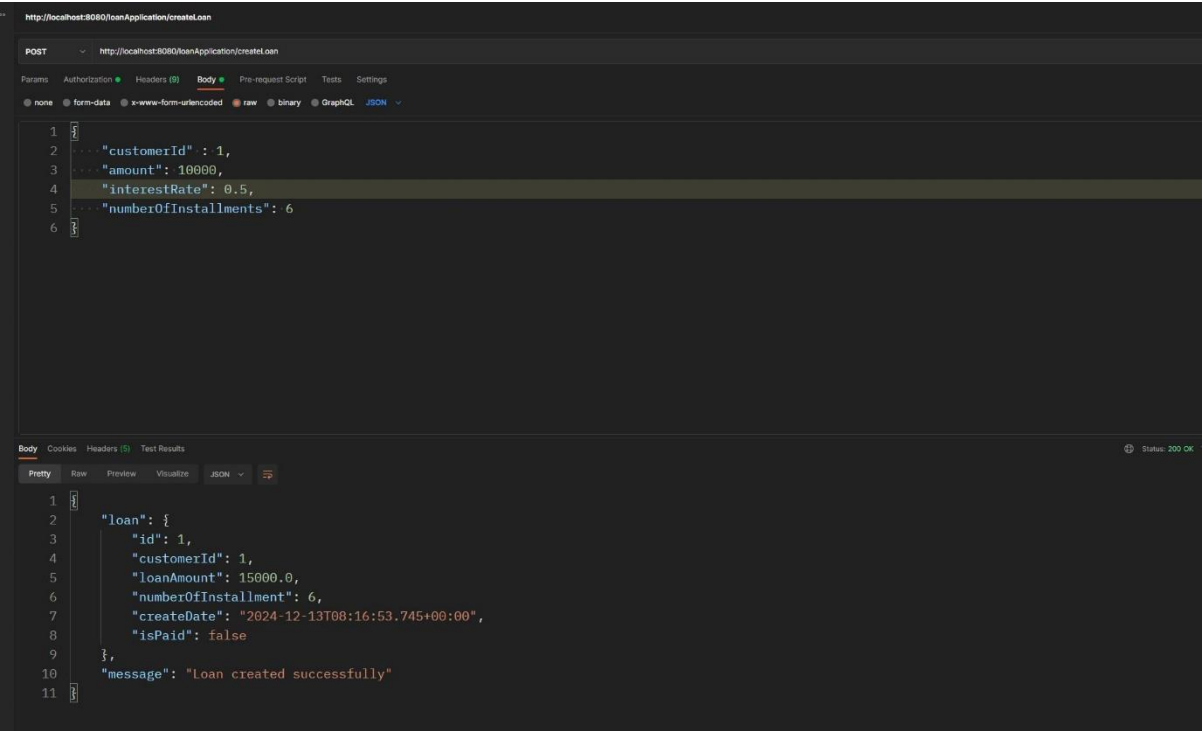 http://localhost:8080/loanApplication/createLoan
POST http://localhost:8080/loanApplication/createLoan
Params Authorization Headers (9) Body Pre-request Script Tests Settings
none form-data x-www-form-urlencoded raw binary GraphQL JSON
1 {
2 "customerId" : 1,
3 "amount": 10000,
4 "interestRate": 0.5,
5 "numberOfInstallments": 6
6 }
Body Cookies Headers (5) Test Results Status: 200 OK
Pretty Raw Preview Visualize JSON
1 {
2 "loan": {
3 "id": 1,
4 "customerId": 1,
5 "loanAmount": 15000.0,
6 "numberOfInstallment": 6,
7 "createDate": "2024-12-13T08:16:53.745+00:00",
8 "isPaid": false
9 },
10 "message": "Loan created successfully"
11 }